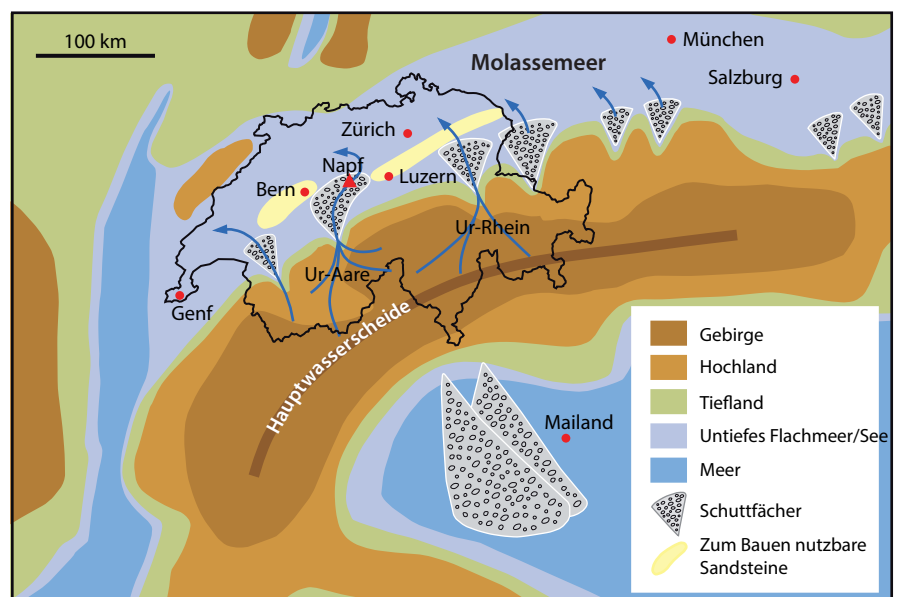 100 km
München
Molassemeer
Salzburg
Zürich
Napf
Luzern
Bern
Ur-Rhein
Ur-Aare
Genf
Hauptwasserscheide
Mailand
Gebirge
Hochland
Tiefland
Untiefes Flachmeer/See
Meer
Schuttfächer
Zum Bauen nutzbare
Sandsteine